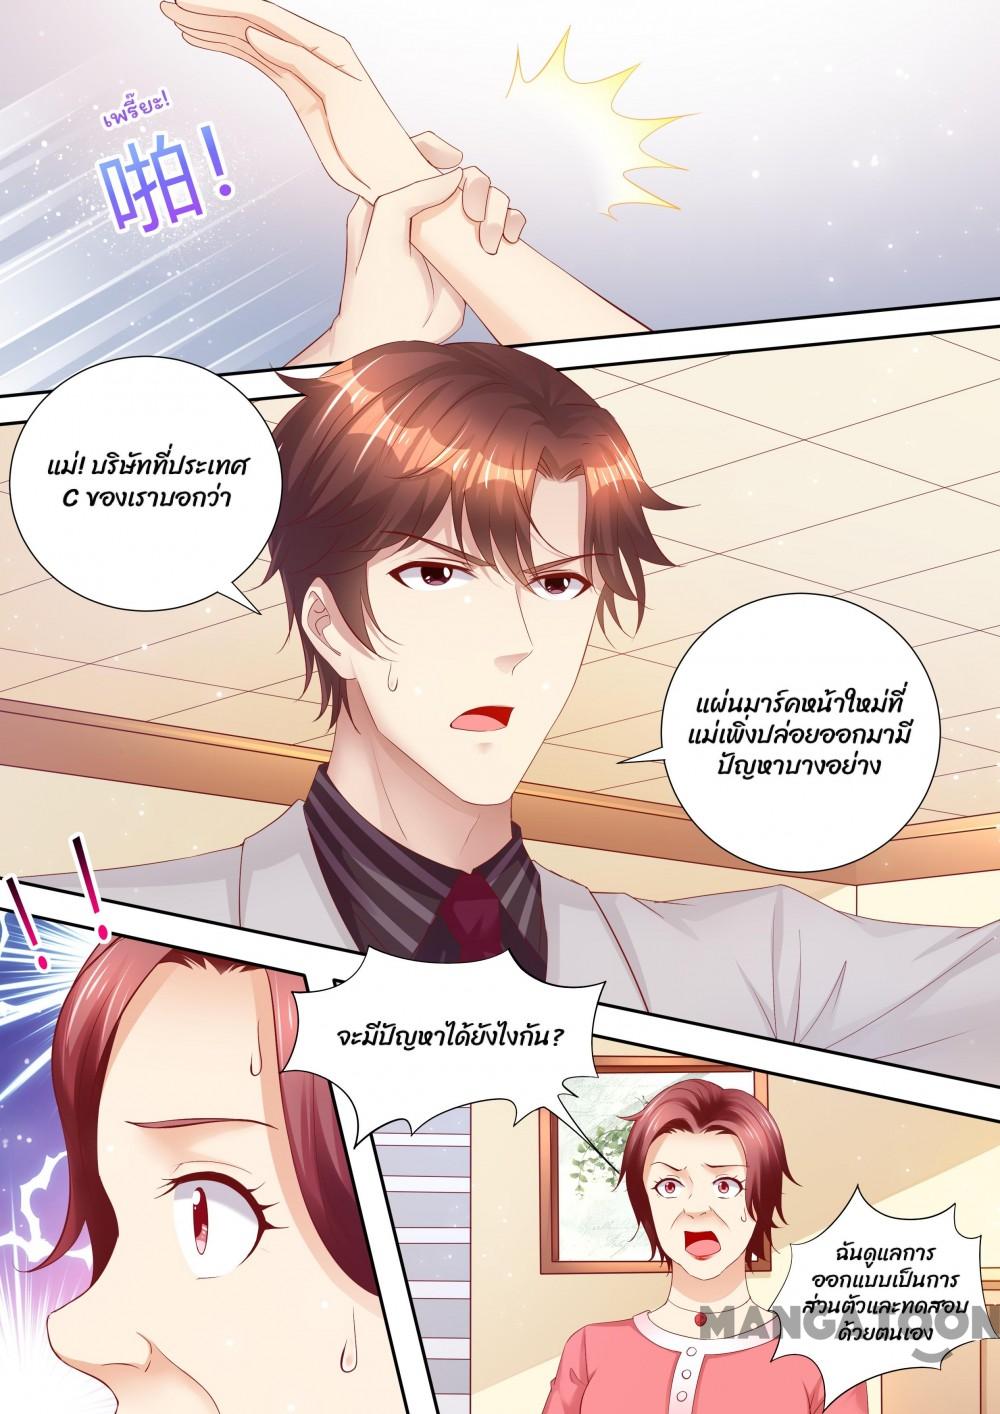 เพรี๊ยะ!
啪!
แม่! บริษัทที่ประเทศ
C ของเราบอกว่า
แผ่นมาร์คหน้าใหม่ที่
แม่เพิ่งปล่อยออกมามี
ปัญหาบางอย่าง
!!
จะมีปัญหาได้ยังไงกัน?
ฉันดูแลการ
ออกแบบเป็นการ
ส่วนตัวและทดสอบ
ด้วยตนเอง
MANGATOON